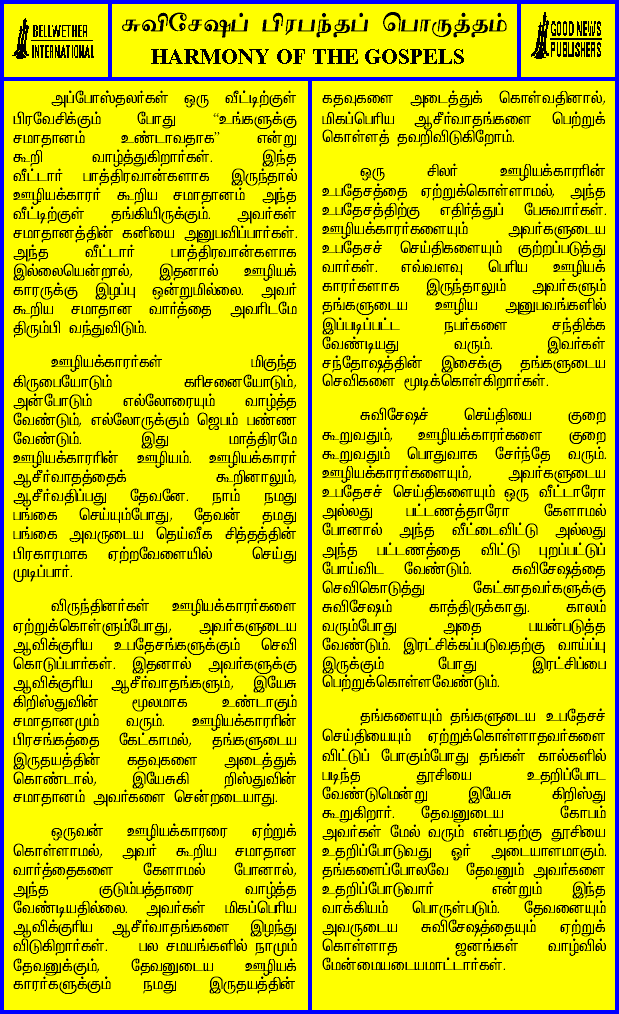 BELLWETHER
INTERNATIONAL
சுவிசேஷப் பிரபந்தப் பொருத்தம்
HARMONY OF THE GOSPELS
GOOD NEWS
PUBLISHERS
அப்போஸ்தலர்கள் ஒரு வீட்டிற்குள்
பிரவேசிக்கும் போது “உங்களுக்கு
சமாதானம் உண்டாவதாக” என்று
கூறி வாழ்த்துகிறார்கள். இந்த
வீட்டார் பாத்திரவான்களாக இருந்தால்
ஊழியக்காரர் கூறிய சமாதானம் அந்த
வீட்டிற்குள் தங்கியிருக்கும். அவர்கள்
சமாதானத்தின் கனியை அனுபவிப்பார்கள்.
அந்த வீட்டார் பாத்திரவான்களாக
இல்லையென்றால், இதனால் ஊழியக்
காரருக்கு இழப்பு ஒன்றுமில்லை. அவர்
கூறிய சமாதான வார்த்தை அவரிடமே
திரும்பி வந்துவிடும்.
ஊழியக்காரர்கள் மிகுந்த
கிருபையோடும் கரிசனையோடும்,
அன்போடும் எல்லோரையும் வாழ்த்த
வேண்டும், எல்லோருக்கும் ஜெபம் பண்ண
வேண்டும். இது மாத்திரமே
ஊழியக்காரரின் ஊழியம். ஊழியக்காரர்
ஆசீர்வாதத்தைக் கூறினாலும்,
ஆசீர்வதிப்பது தேவனே. நாம் நமது
பங்கை செய்யும்போது, தேவன் தமது
பங்கை அவருடைய தெய்வீக சித்தத்தின்
பிரகாரமாக ஏற்றவேளையில் செய்து
முடிப்பார்.
விருந்தினர்கள் ஊழியக்காரர்களை
ஏற்றுக்கொள்ளும்போது, அவர்களுடைய
ஆவிக்குரிய உபதேசங்களுக்கும் செவி
கொடுப்பார்கள். இதனால் அவர்களுக்கு
ஆவிக்குரிய ஆசீர்வாதங்களும், இயேசு
கிறிஸ்துவின் மூலமாக உண்டாகும்
சமாதானமும் வரும். ஊழியக்காரரின்
பிரசங்கத்தை கேட்காமல், தங்களுடைய
இருதயத்தின் கதவுகளை அடைத்துக்
கொண்டால், இயேசுகி றிஸ்துவின்
சமாதானம் அவர்களை சென்றடையாது.
ஒருவன் ஊழியக்காரரை ஏற்றுக்
கொள்ளாமல், அவர் கூறிய சமாதான
வார்த்தைகளை கேளாமல் போனால்,
அந்த குடும்பத்தாரை வாழ்த்த
வேண்டியதில்லை. அவர்கள் மிகப்பெரிய
ஆவிக்குரிய ஆசீர்வாதங்களை இழந்து
விடுகிறார்கள். பல சமயங்களில் நாமும்
தேவனுக்கும், தேவனுடைய ஊழியக்
காரர்களுக்கும் நமது இருதயத்தின்
கதவுகளை அடைத்துக் கொள்வதினால்,
மிகப்பெரிய ஆசீர்வாதங்களை பெற்றுக்
கொள்ளத் தவறிவிடுகிறோம்.
ஒரு சிலர் ஊழியக்காரரின்
உபதேசத்தை ஏற்றுக்கொள்ளாமல், அந்த
உபதேசத்திற்கு எதிர்த்துப் பேசுவார்கள்.
ஊழியக்காரர்களையும் அவர்களுடைய
உபதேசச் செய்திகளையும் குற்றப்படுத்து
வார்கள். எவ்வளவு பெரிய ஊழியக்
காரர்களாக இருந்தாலும் அவர்களும்
தங்களுடைய ஊழிய அனுபவங்களில்
இப்படிப்பட்ட நபர்களை சந்திக்க
வேண்டியது வரும். இவர்கள்
சந்தோஷத்தின் இசைக்கு தங்களுடைய
செவிகளை மூடிக்கொள்கிறார்கள்.
சுவிசேஷச் செய்தியை குறை
கூறுவதும், ஊழியக்காரர்களை குறை
கூறுவதும் பொதுவாக சேர்ந்தே வரும்.
ஊழியக்காரர்களையும், அவர்களுடைய
உபதேசச் செய்திகளையும் ஒரு வீட்டாரோ
அல்லது பட்டணத்தாரோ கேளாமல்
போனால் அந்த வீட்டைவிட்டு அல்லது
அந்த பட்டணத்தை விட்டு புறப்பட்டுப்
போய்விட வேண்டும். சுவிசேஷத்தை
செவிகொடுத்து கேட்காதவர்களுக்கு
சுவிசேஷம் காத்திருக்காது. காலம்
வரும்போது அதை பயன்படுத்த
வேண்டும். இரட்சிக்கப்படுவதற்கு வாய்ப்பு
இருக்கும் போது இரட்சிப்பை
பெற்றுக்கொள்ளவேண்டும்.
தங்களையும் தங்களுடைய உபதேசச்
செய்தியையும் ஏற்றுக்கொள்ளாதவர்களை
விட்டுப் போகும்போது தங்கள் கால்களில்
படிந்த தூசியை உதறிப்போட
வேண்டுமென்று இயேசு கிறிஸ்து
கூறுகிறார். தேவனுடைய கோபம்
அவர்கள் மேல் வரும் என்பதற்கு தூசியை
உதறிப்போடுவது ஓர் அடையாளமாகும்.
தங்களைப்போலவே தேவனும் அவர்களை
உதறிப்போடுவார் என்றும் இந்த
வாக்கியம் பொருள்படும். தேவனையும்
அவருடைய சுவிசேஷத்தையும் ஏற்றுக்
கொள்ளாத ஜனங்கள் வாழ்வில்
மேன்மையடையமாட்டார்கள்.